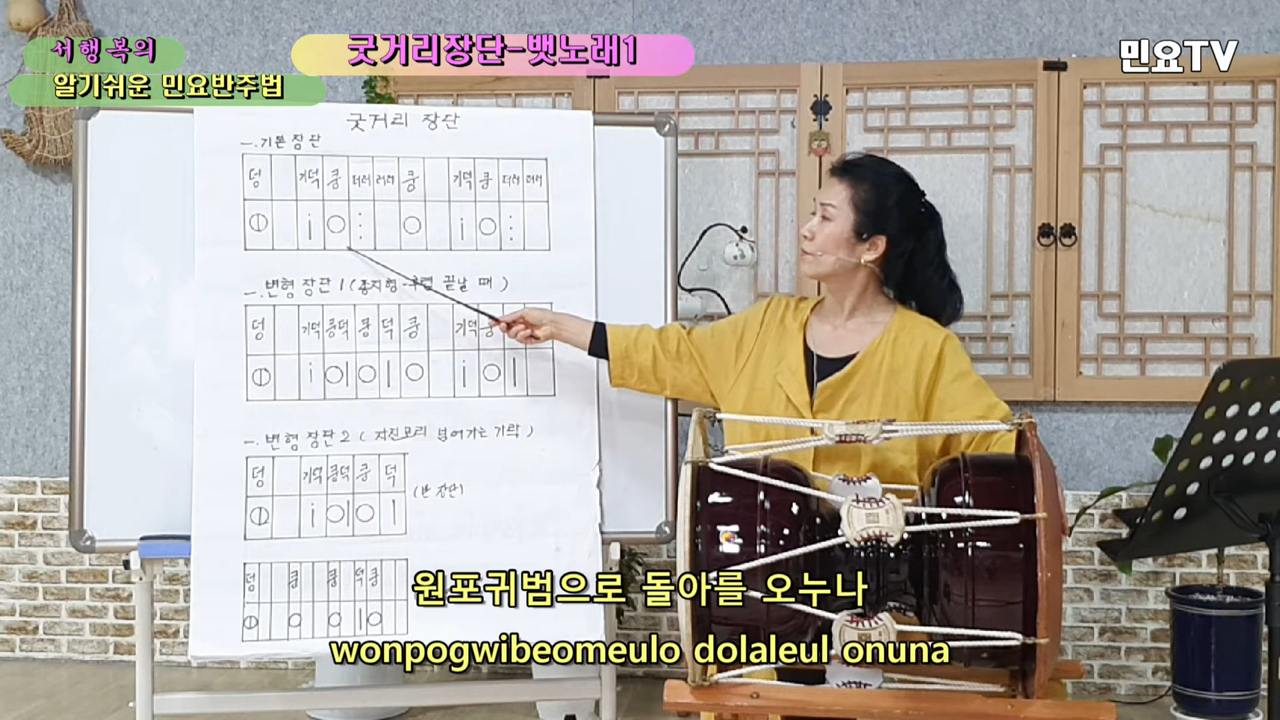 서행복의
알기쉬운 민요반주법
굿거리장단-뱃노래1
민요TV
굿거리 장단
一. 기본 장단
덩 기덕 쿵 더러 러러 쿵 기덕 쿵 더러 러러
一. 변형 장단 1 (종지형 - 후렴 끝날 때)
덩 기덕 쿵덕 쿵 덕 쿵 기덕 쿵
一. 변형 장단 2 (자진모리 넘어가는 가락)
덩 기덕 쿵덕 쿵 덕
(반 장단)
덩 쿵 쿵 덕쿵
원포귀범으로 돌아를 오누나
wonpogwibeomeulo dolaleul onuna